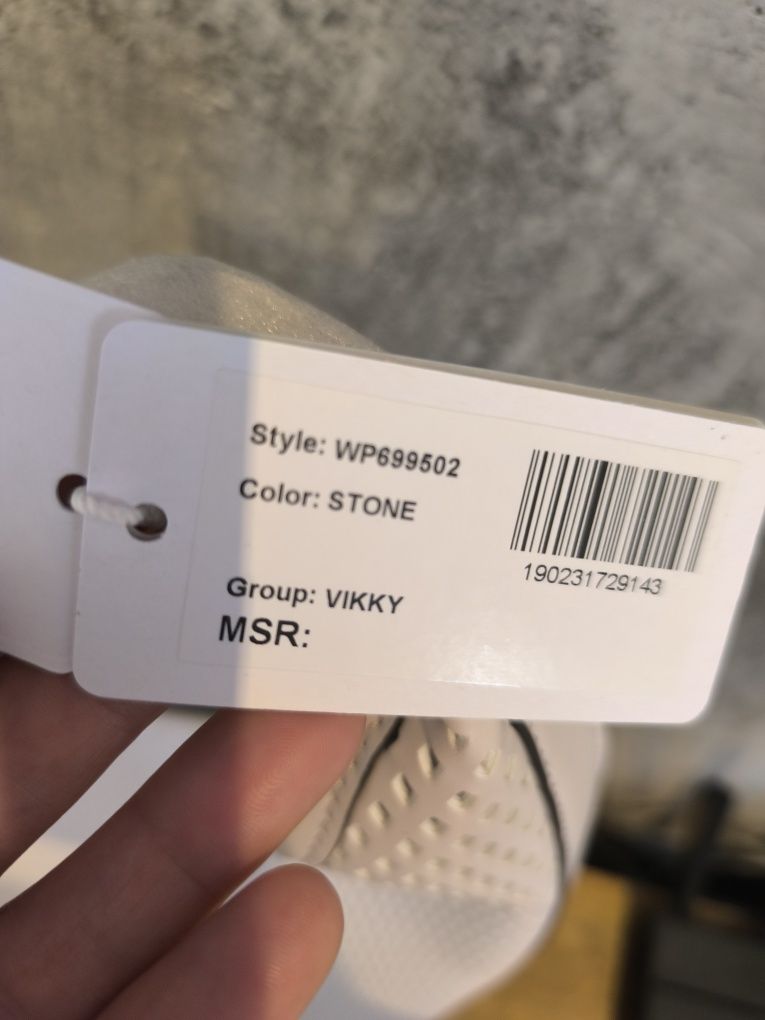 Style: WP699502
Color: STONE
Group: VIKKY
MSR:
190231729143